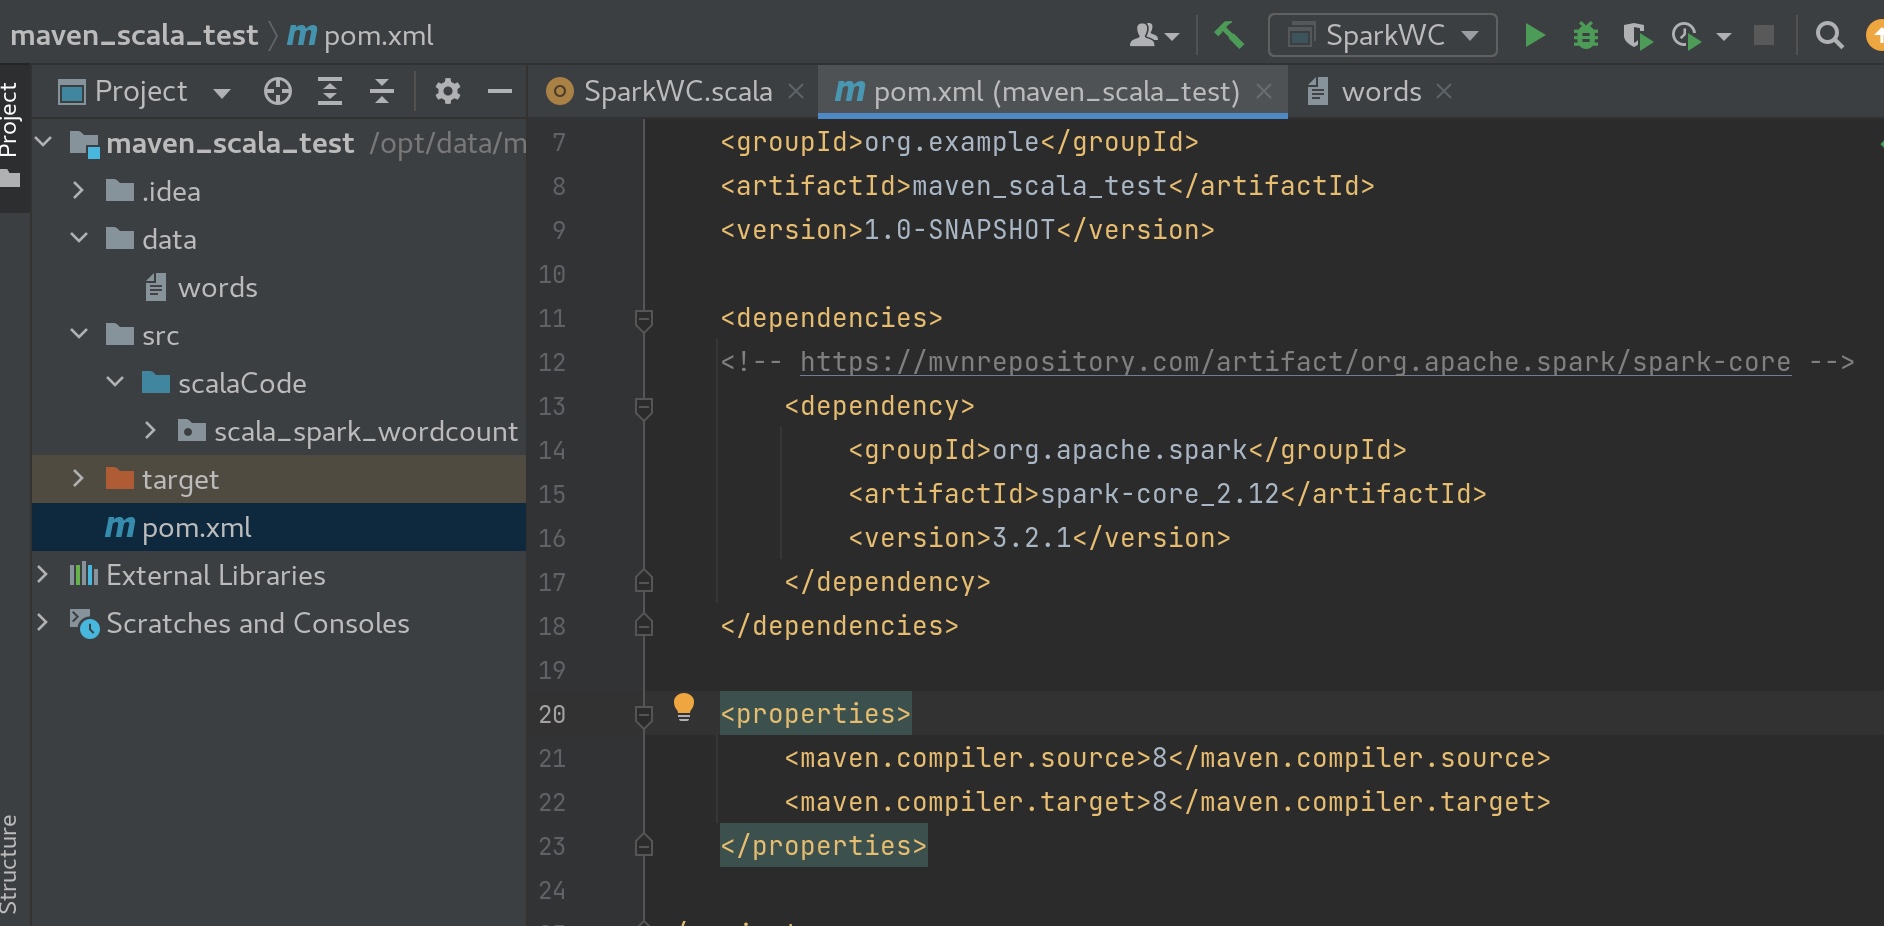 maven_scala_test
pom.xml
SparkWC
Project
Project
SparkWC.scala
pom.xml (maven_scala_test)
words
maven_scala_test /opt/data/m
.idea
data
words
src
scalaCode
scala_spark_wordcount
target
pom.xml
External Libraries
Scratches and Consoles
Structure
7 <groupId>org.example</groupId>
8 <artifactId>maven_scala_test</artifactId>
9 <version>1.0-SNAPSHOT</version>
10
11 <dependencies>
12 <!-- https://mvnrepository.com/artifact/org.apache.spark/spark-core -->
13 <dependency>
14 <groupId>org.apache.spark</groupId>
15 <artifactId>spark-core_2.12</artifactId>
16 <version>3.2.1</version>
17 </dependency>
18 </dependencies>
19
20 <properties>
21 <maven.compiler.source>8</maven.compiler.source>
22 <maven.compiler.target>8</maven.compiler.target>
23 </properties>
24